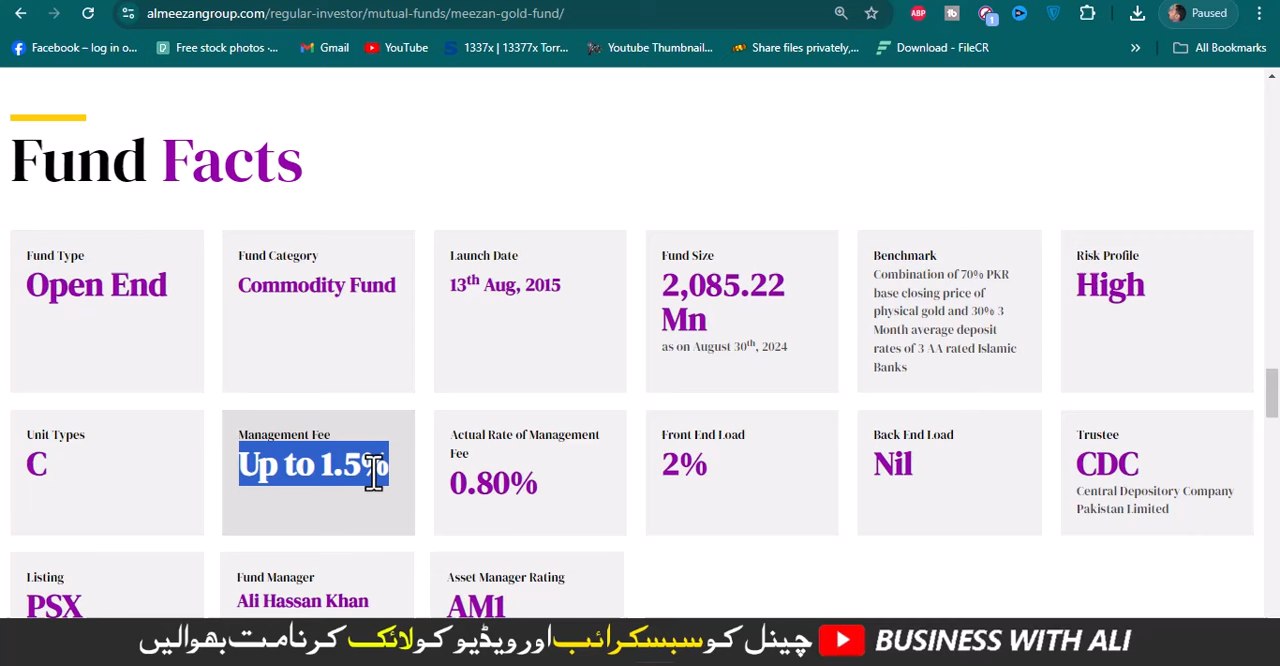 almeezangroup.com/regular-investor/mutual-funds/meezan-gold-fund/
ABP
1
Paused
Facebook – log in o...
Free stock photos ·...
Gmail
YouTube
1337x | 13377x Torr...
Youtube Thumbnail...
Share files privately,...
Download - FileCR
»
All Bookmarks
Fund Facts
Fund Type
Open End
Fund Category
Commodity Fund
Launch Date
13th Aug, 2015
Fund Size
2,085.22
Mn
as on August 30th, 2024
Benchmark
Combination of 70% PKR
base closing price of
physical gold and 30% 3
Month average deposit
rates of 3 AA rated Islamic
Banks
Risk Profile
High
Unit Types
C
Management Fee
Up to 1.5%
Actual Rate of Management
Fee
0.80%
Front End Load
2%
Back End Load
Nil
Trustee
CDC
Central Depository Company
Pakistan Limited
Listing
PSX
Fund Manager
Ali Hassan Khan
Asset Manager Rating
AM1
چینل کو سبسکرائب اور ویڈیو کو لائک کرنا مت بھوالیں
BUSINESS WITH ALI